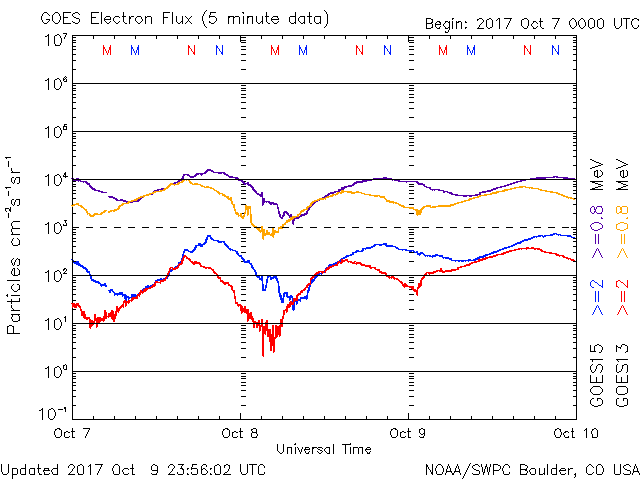 GOES Electron Flux (5 minute data)
Begin: 2017 Oct 7 0000 UTC
10⁷
M M N N M M N N M M N N
10⁶
10⁵
10⁴
10³
10²
10¹
10⁰
10⁻¹
Particles cm⁻²s⁻¹sr⁻¹
Oct 7 Oct 8 Oct 9 Oct 10
Universal Time
GOES15 >=2 >=0.8 MeV
GOES13 >=2 >=0.8 MeV
Updated 2017 Oct 9 23:56:02 UTC
NOAA/SWPC Boulder, CO USA